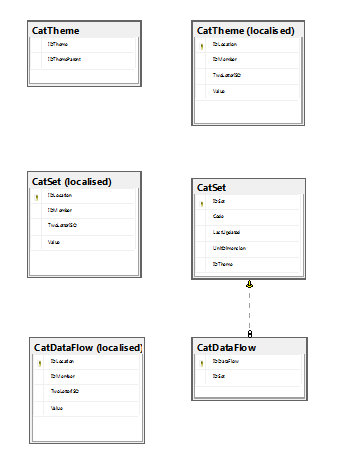 CatTheme
IDTheme
IDThemeParent
CatTheme (localised)
IDLocation
IDMember
TwoLetterISO
Value
CatSet (localised)
IDLocation
IDMember
TwoLetterISO
Value
CatSet
IDSet
Code
LastUpdated
UnitDimension
IDTheme
CatDataFlow (localised)
IDLocation
IDMember
TwoLetterISO
Value
CatDataFlow
IDDataFlow
IDSet